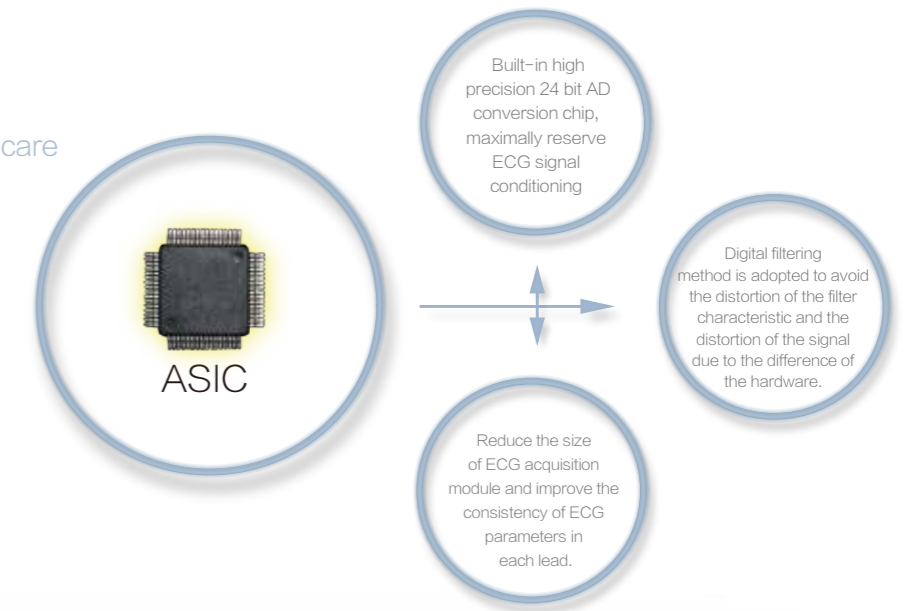 care
ASIC
Built-in high
precision 24 bit AD
conversion chip,
maximally reserve
ECG signal
conditioning
Digital filtering
method is adopted to avoid
the distortion of the filter
characteristic and the
distortion of the signal
due to the difference of
the hardware.
Reduce the size
of ECG acquisition
module and improve the
consistency of ECG
parameters in
each lead.